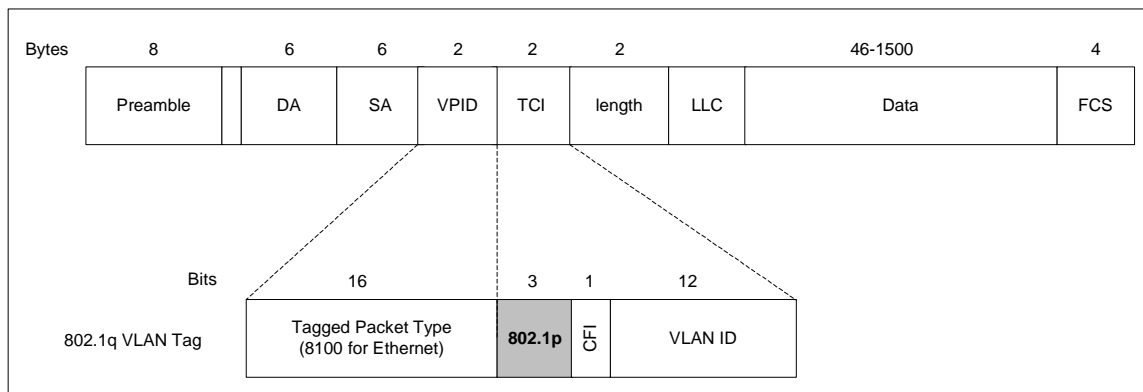 Bytes 8 6 6 2 2 2 46-1500 4
Preamble DA SA VPID TCI length LLC Data FCS
Bits 16 3 1 12
802.1q VLAN Tag
Tagged Packet Type
(8100 for Ethernet)
802.1p
CFI
VLAN ID